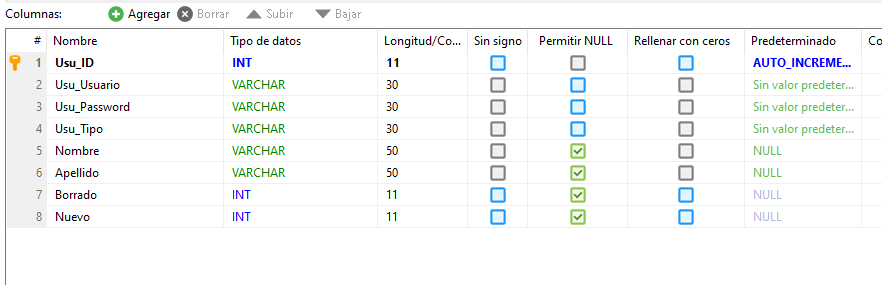 Columnas: Agregar Borrar Subir Bajar
# Nombre Tipo de datos Longitud/Co... Sin signo Permitir NULL Rellenar con ceros Predeterminado Co
1 Usu_ID INT 11 AUTO_INCREME...
2 Usu_Usuario VARCHAR 30 Sin valor predeter...
3 Usu_Password VARCHAR 30 Sin valor predeter...
4 Usu_Tipo VARCHAR 30 Sin valor predeter...
5 Nombre VARCHAR 50 NULL
6 Apellido VARCHAR 50 NULL
7 Borrado INT 11 NULL
8 Nuevo INT 11 NULL